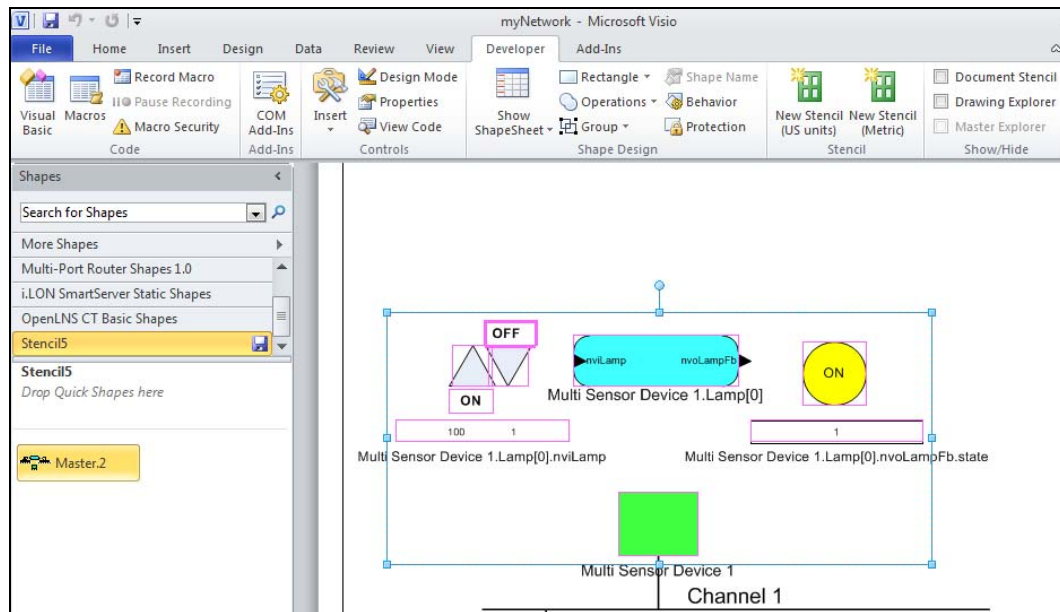 myNetwork - Microsoft Visio
File Home Insert Design Data Review View Developer Add-Ins
Visual Basic
Macros
Record Macro
Pause Recording
Macro Security
Code
COM Add-Ins
Add-Ins
Insert
Design Mode
Properties
View Code
Controls
Show ShapeSheet
Rectangle
Operations
Group
Shape Name
Behavior
Protection
Shape Design
New Stencil (US units)
New Stencil (Metric)
Stencil
Document Stencil
Drawing Explorer
Master Explorer
Show/Hide
Shapes
Search for Shapes
More Shapes
Multi-Port Router Shapes 1.0
i.LON SmartServer Static Shapes
OpenLNS CT Basic Shapes
Stencil5
Stencil5
Drop Quick Shapes here
Master.2
OFF
ON
nviLamp nvoLampFb
Multi Sensor Device 1.Lamp[0]
ON
100 1
1
Multi Sensor Device 1.Lamp[0].nviLamp
Multi Sensor Device 1.Lamp[0].nvoLampFb.state
Multi Sensor Device 1
Channel 1